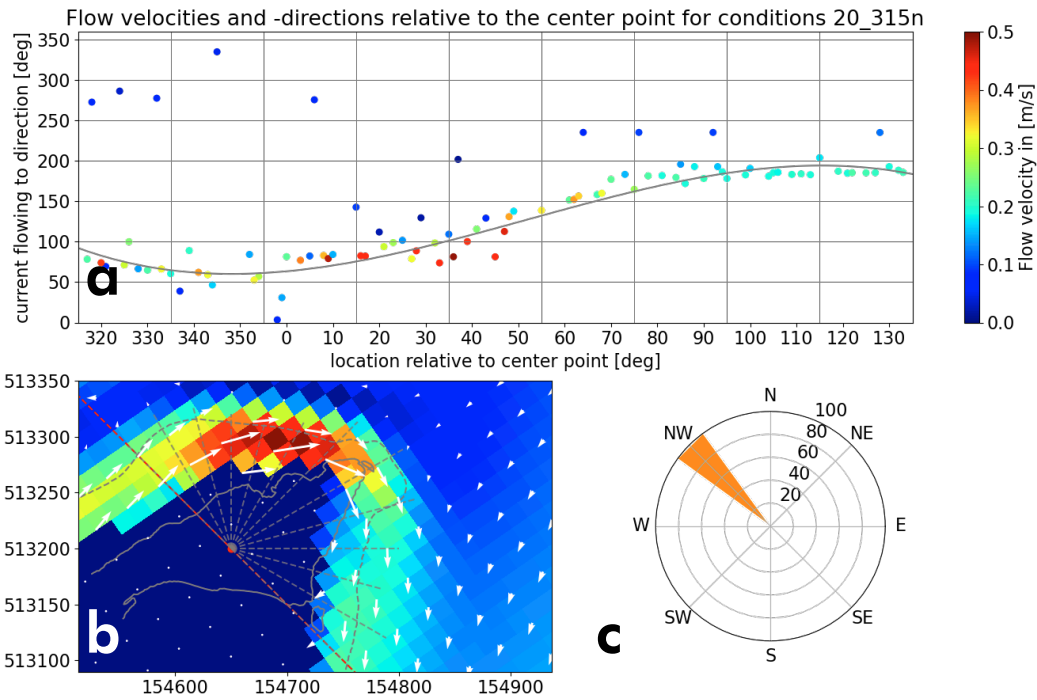 Flow velocities and -directions relative to the center point for conditions 20_315n
current flowing to direction [deg]
350
300
250
200
150
100
50
0
a
320 330 340 350 0 10 20 30 40 50 60 70 80 90 100 110 120 130
location relative to center point [deg]
0.5
0.4
0.3
0.2
0.1
0.0
Flow velocity in [m/s]
513350
513300
513250
513200
513150
513100
b
154600 154700 154800 154900
c
N
NE
E
SE
S
SW
W
NW
100
80
60
40
20